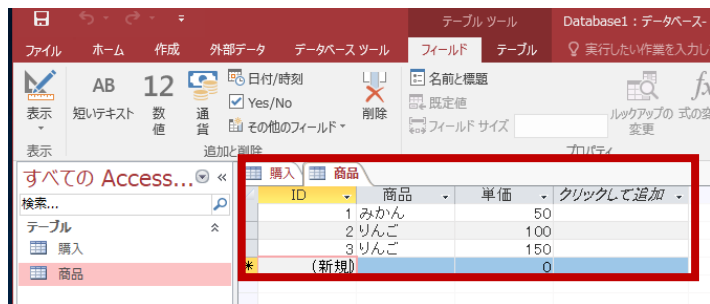 テーブル ツール Database1 : データベース-
ファイル ホーム 作成 外部データ データベース ツール フィールド テーブル 実行したい作業を入力し
表示
AB
短いテキスト
12
数値
通貨
日付/時刻
Yes/No
その他のフィールド
削除
名前と標題
既定値
フィールド サイズ
ルックアップの変更
fx
式の変
表示 追加と削除 プロパティ
すべての Access... «
検索...
テーブル
購入
商品
購入 商品
ID 商品 単価 クリックして追加
1 みかん 50
2 りんご 100
3 りんご 150
* (新規) 0